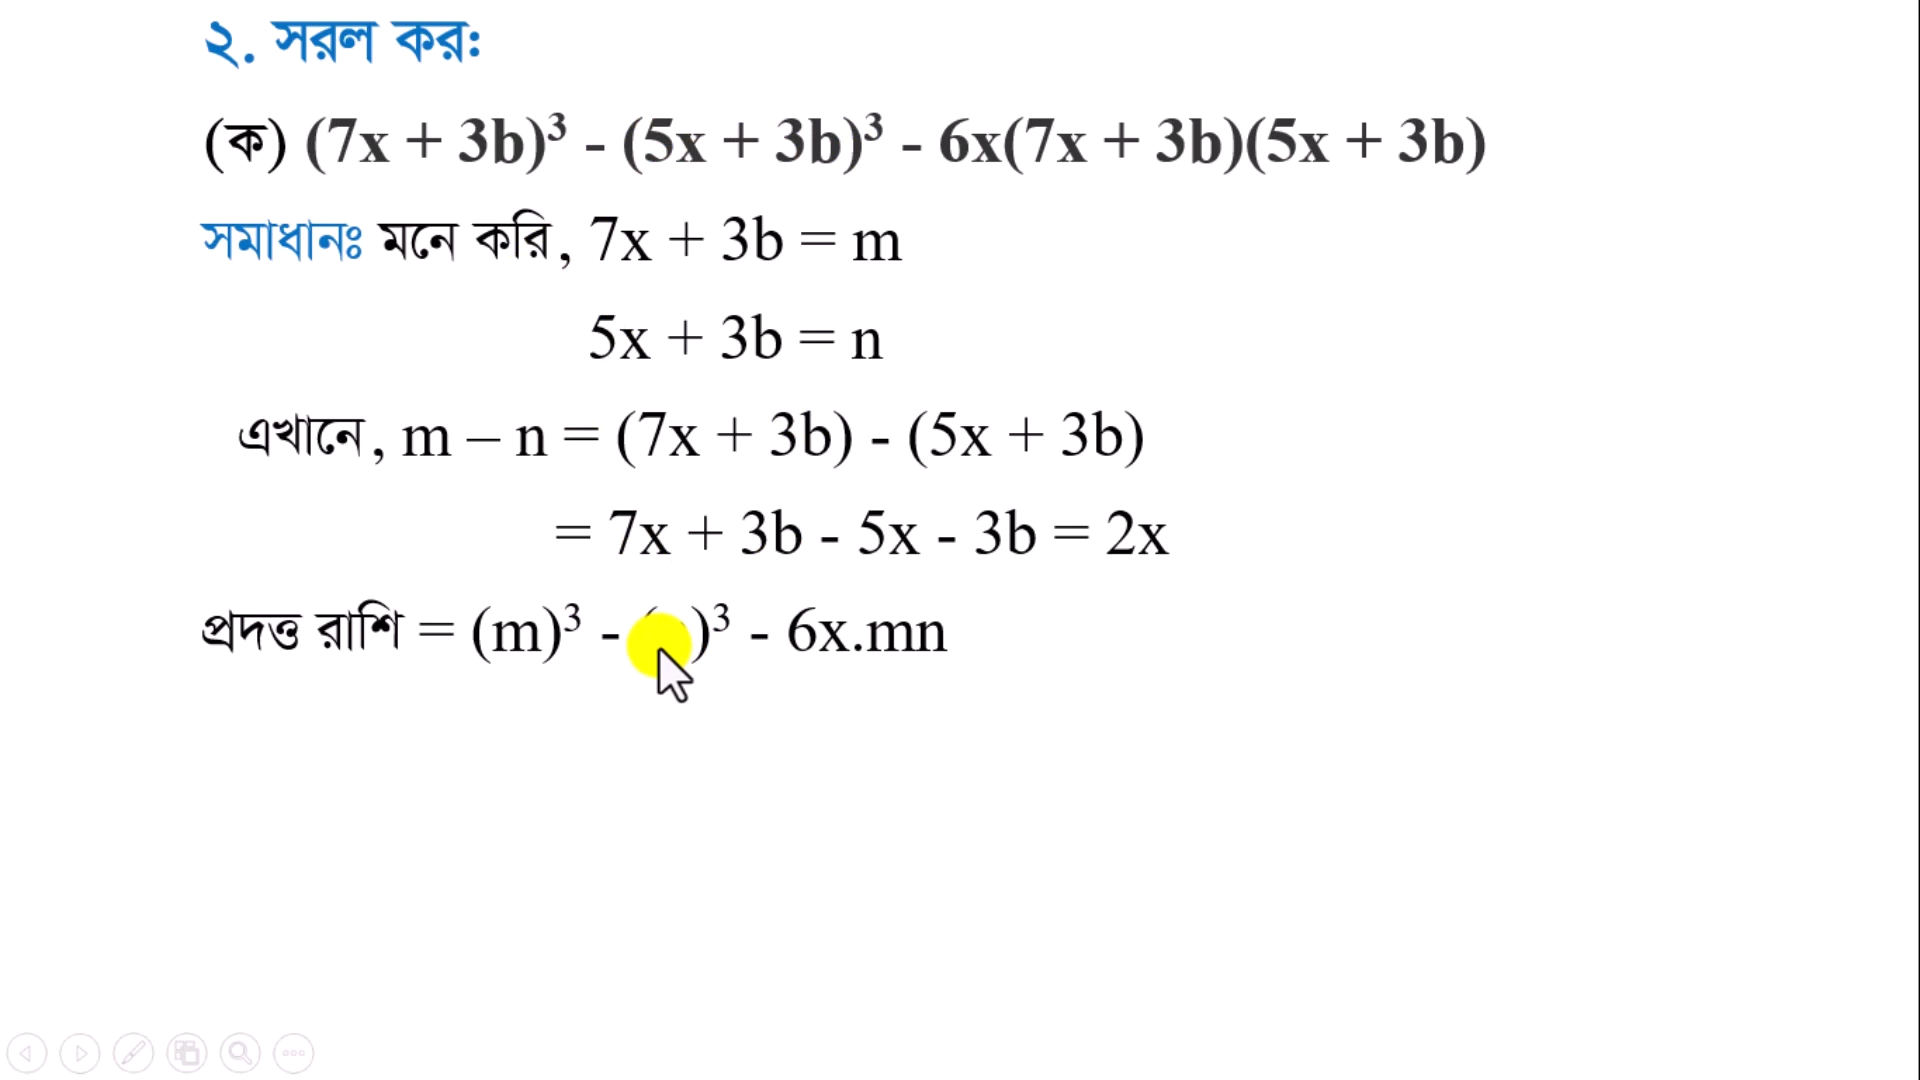 ২. সরল কর:
(ক) (7x + 3b)³ - (5x + 3b)³ - 6x(7x + 3b)(5x + 3b)
সমাধানঃ মনে করি, 7x + 3b = m
5x + 3b = n
এখানে, m – n = (7x + 3b) - (5x + 3b)
= 7x + 3b - 5x - 3b = 2x
প্রদত্ত রাশি = (m)³ - )³ - 6x.mn